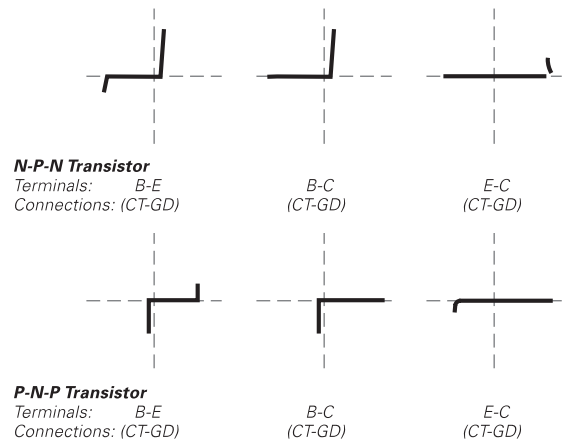 N-P-N Transistor
Terminals: B-E B-C E-C
Connections: (CT-GD) (CT-GD) (CT-GD)
P-N-P Transistor
Terminals: B-E B-C E-C
Connections: (CT-GD) (CT-GD) (CT-GD)